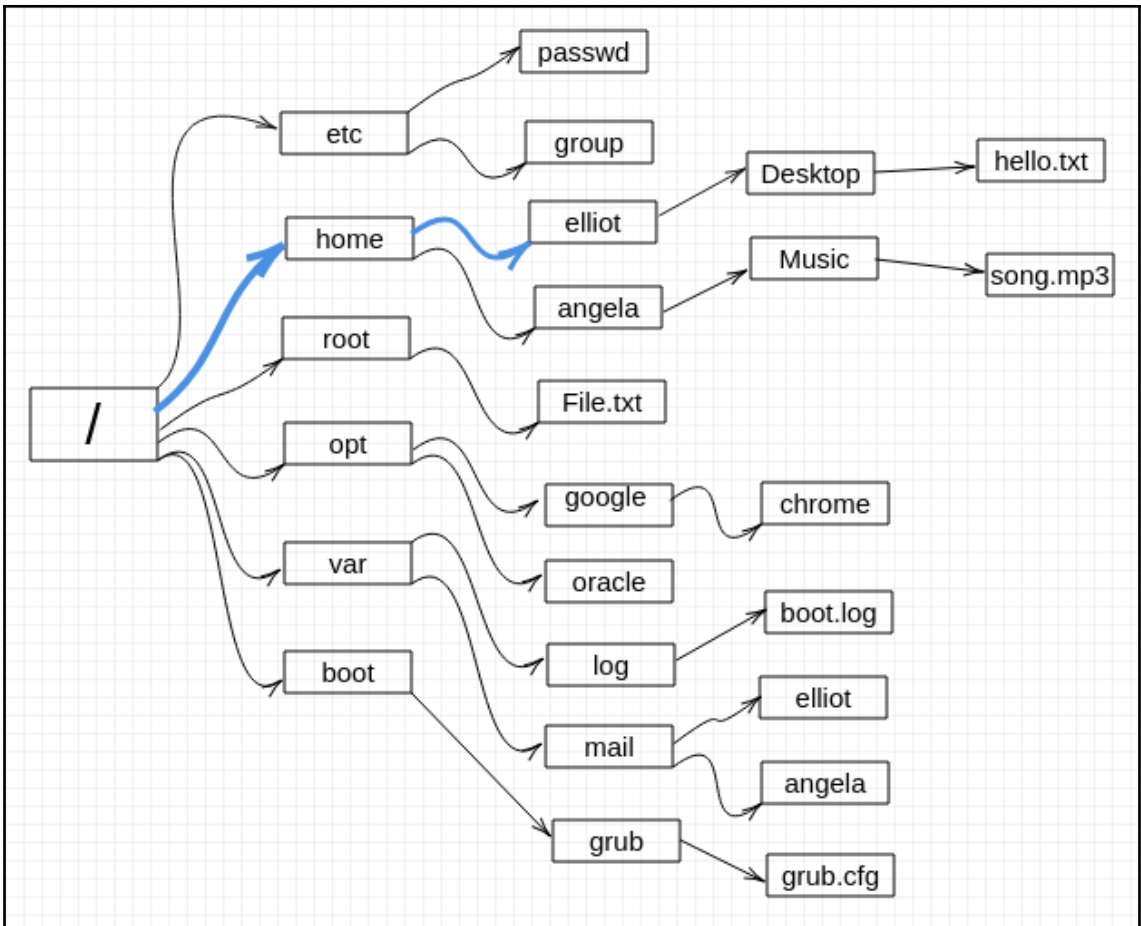 passwd
etc
group
hello.txt
Desktop
elliot
home
Music
song.mp3
angela
root
File.txt
/
opt
google
chrome
var
oracle
boot.log
log
boot
elliot
mail
angela
grub
grub.cfg